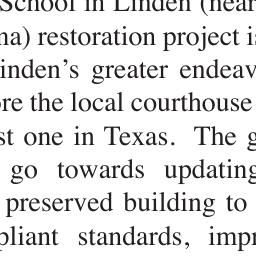 School in Linden (near
na) restoration project is
inden's greater endeav
ore the local courthouse
st one in Texas. The g
go towards updating
preserved building to
pliant standards, impr